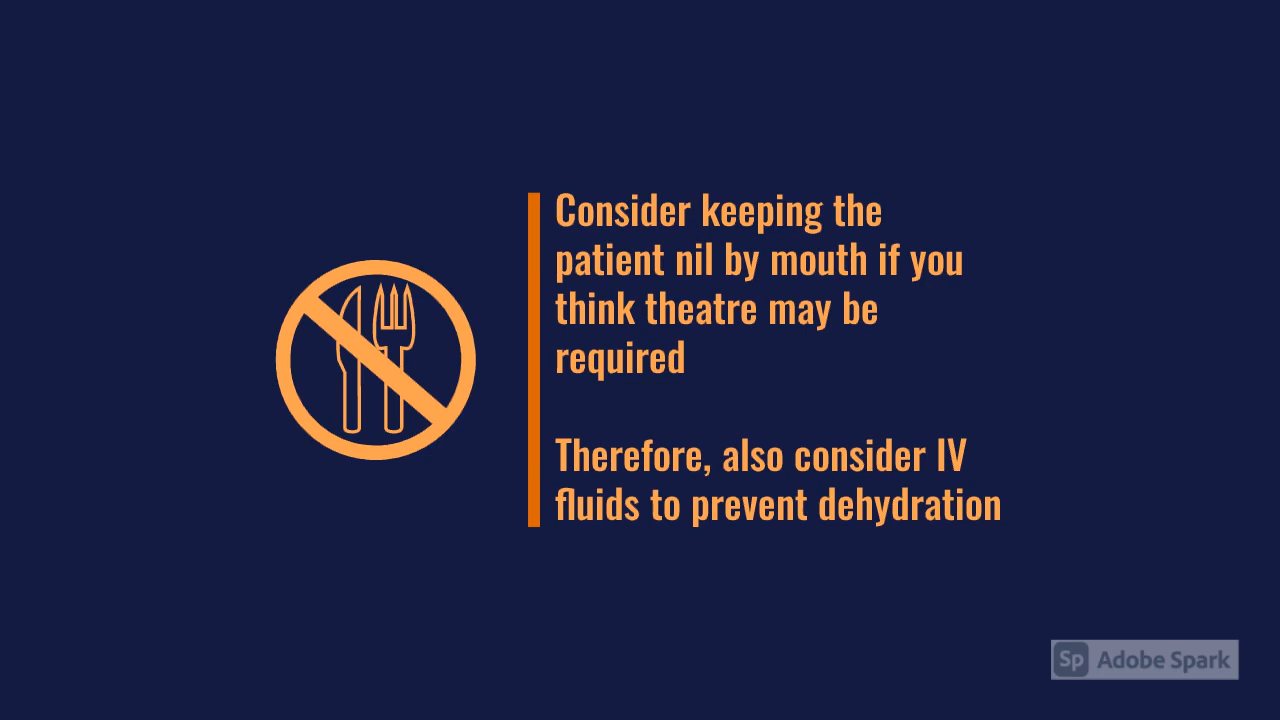 Consider keeping the
patient nil by mouth if you
think theatre may be
required
Therefore, also consider IV
fluids to prevent dehydration
Sp Adobe Spark